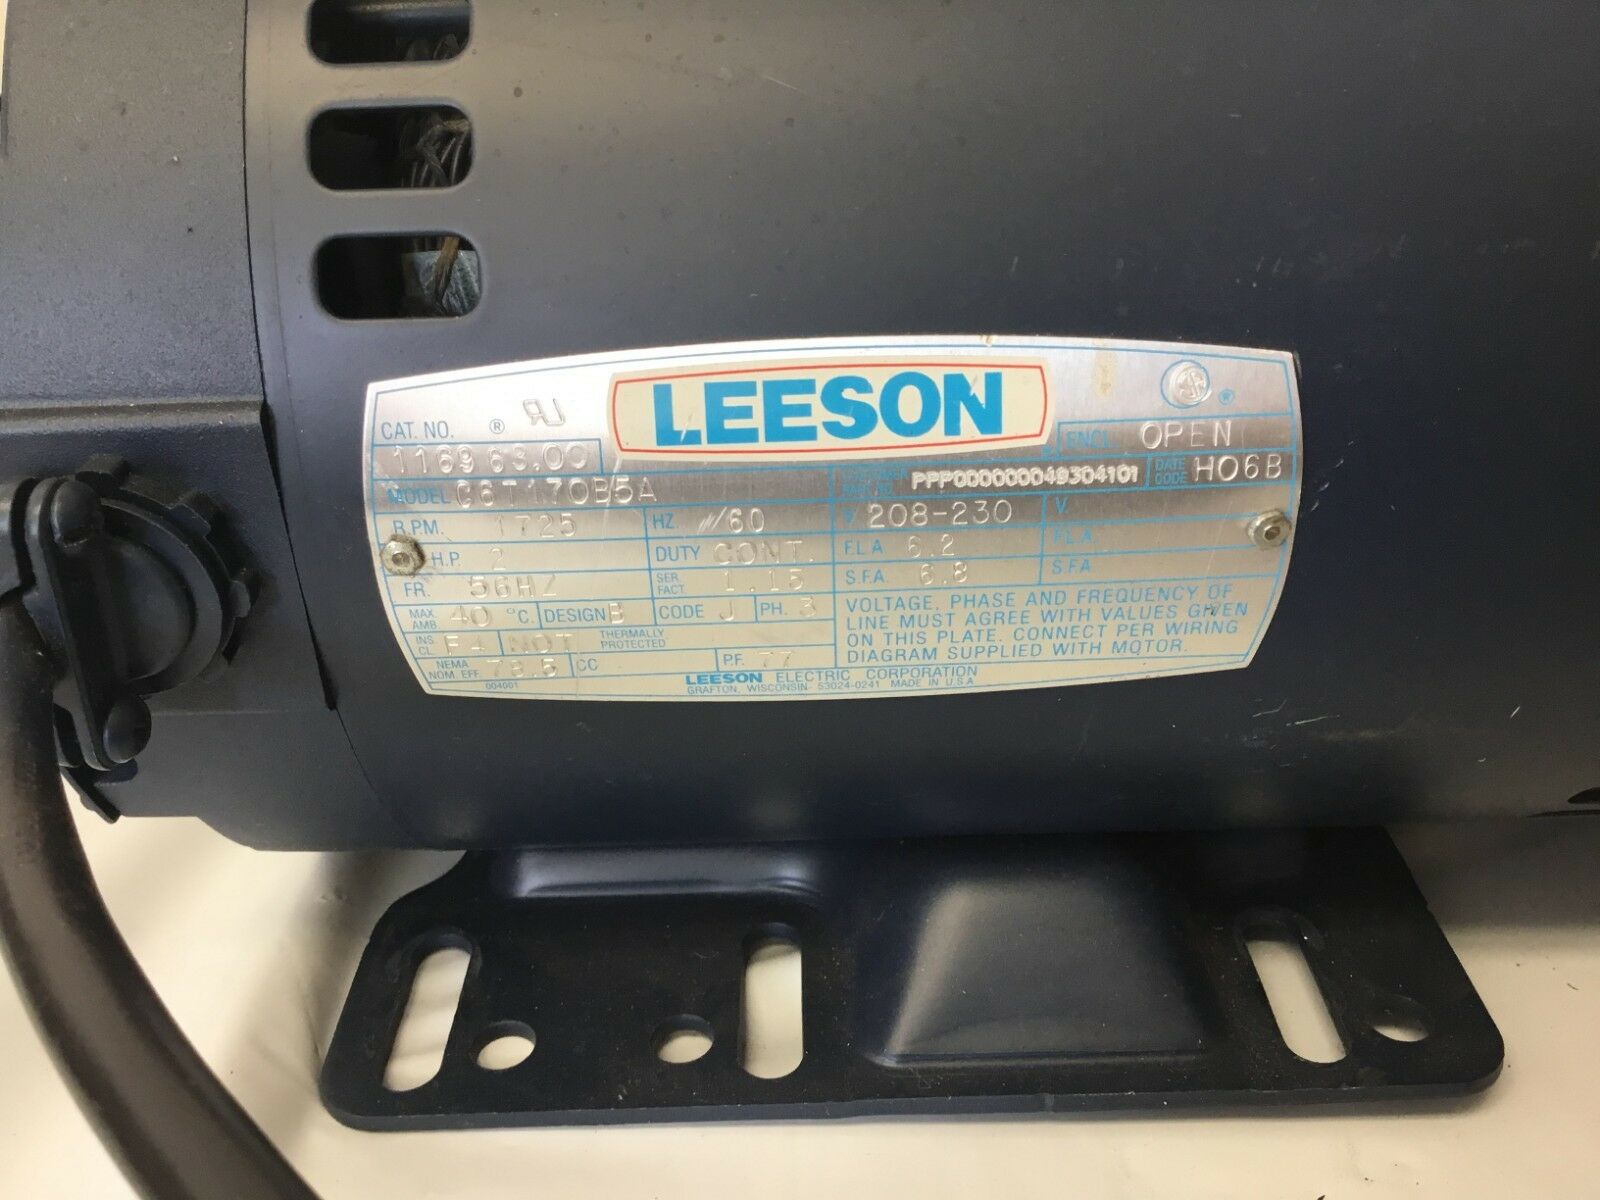 LEESON
CAT. NO. ®
116963.00
ENCL. OPEN ®
MODEL C6T170B5A
PPP000000049304101
DATE CODE H06B
R.P.M. 1725
HZ. 60
V. 208-230
V.
H.P. 2
DUTY CONT.
F.L.A. 6.2
F.L.A.
FR. 56HZ
SER. FACT. 1.15
S.F.A. 6.8
S.F.A.
MAX. AMB. 40 °C.
DESIGN B
CODE J
PH. 3
INS. CL. F4
NOT THERMALLY PROTECTED
NEMA NOM. EFF. 78.5
CC
P.F. 77
VOLTAGE, PHASE AND FREQUENCY OF
LINE MUST AGREE WITH VALUES GIVEN
ON THIS PLATE. CONNECT PER WIRING
DIAGRAM SUPPLIED WITH MOTOR.
004001
LEESON ELECTRIC CORPORATION
GRAFTON, WISCONSIN 53024-0241 MADE IN U.S.A.